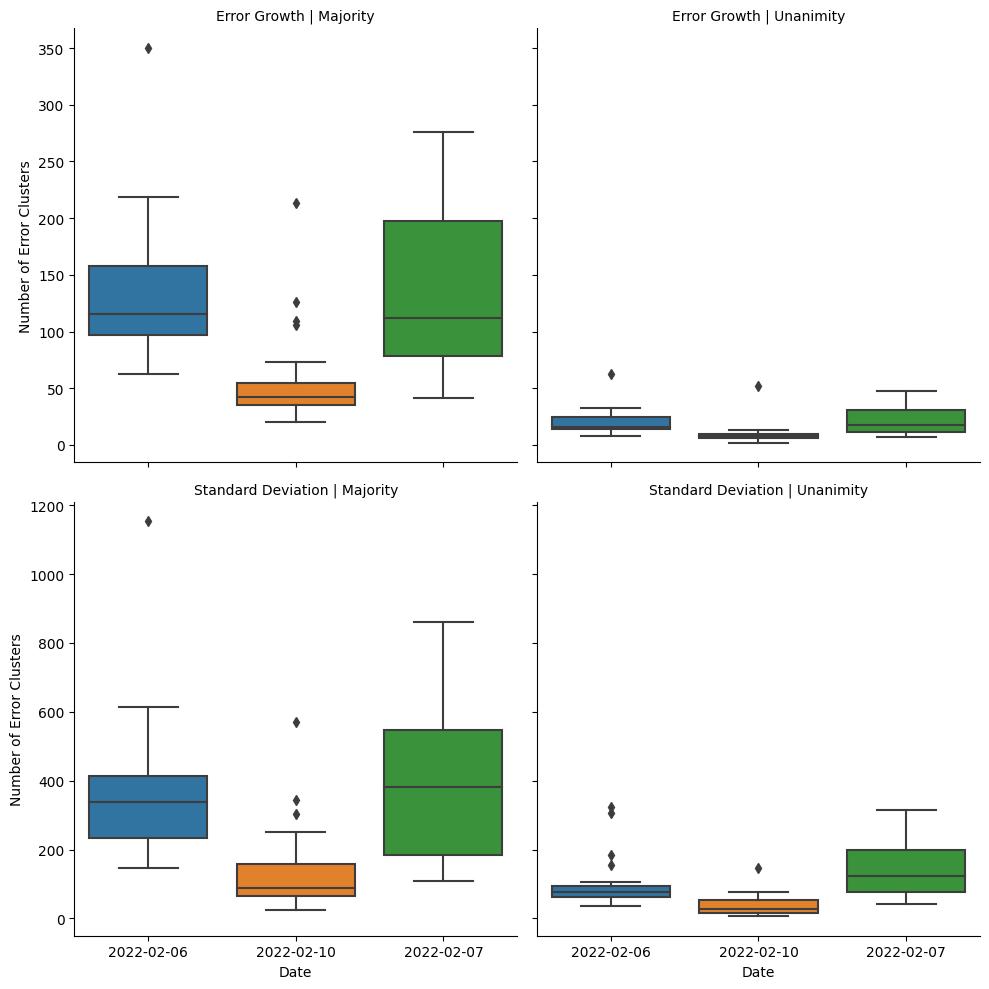 Error Growth | Majority
Error Growth | Unanimity
350
300
250
200
150
100
50
0
Number of Error Clusters
Standard Deviation | Majority
Standard Deviation | Unanimity
1200
1000
800
600
400
200
0
Number of Error Clusters
2022-02-06 2022-02-10 2022-02-07
Date
2022-02-06 2022-02-10 2022-02-07
Date